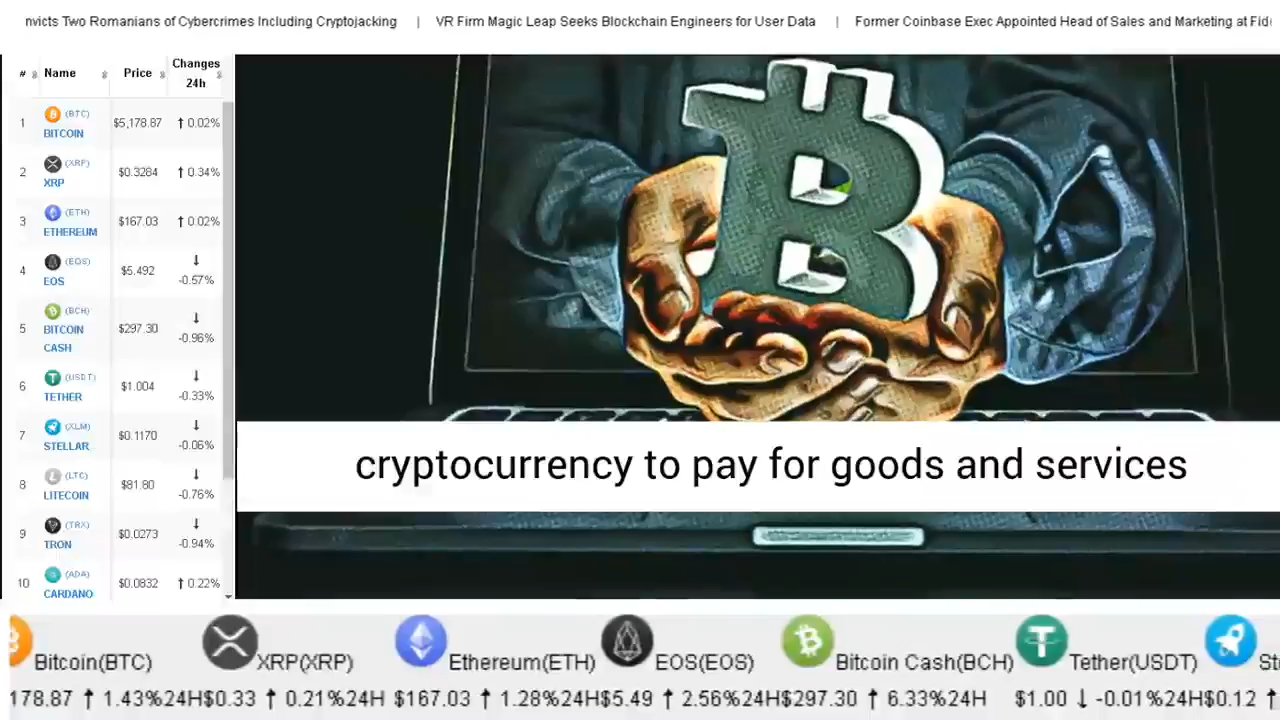 nvicts Two Romanians of Cybercrimes Including Cryptojacking | VR Firm Magic Leap Seeks Blockchain Engineers for User Data | Former Coinbase Exec Appointed Head of Sales and Marketing at Fid
# Name Price Changes 24h
1 (BTC) BITCOIN $5,178.87 ↑ 0.02%
2 (XRP) XRP $0.3284 ↑ 0.34%
3 (ETH) ETHEREUM $167.03 ↑ 0.02%
4 (EOS) EOS $5.492 ↓ -0.57%
5 (BCH) BITCOIN CASH $297.30 ↓ -0.96%
6 (USDT) TETHER $1.004 ↓ -0.33%
7 (XLM) STELLAR $0.1170 ↓ -0.06%
8 (LTC) LITECOIN $81.80 ↓ -0.76%
9 (TRX) TRON $0.0273 ↓ -0.94%
10 (ADA) CARDANO $0.0832 ↑ 0.22%
cryptocurrency to pay for goods and services
Bitcoin(BTC) XRP(XRP) Ethereum(ETH) EOS(EOS) Bitcoin Cash(BCH) Tether(USDT) St
178.87 ↑ 1.43%24H $0.33 ↑ 0.21%24H $167.03 ↑ 1.28%24H $5.49 ↑ 2.56%24H $297.30 ↑ 6.33%24H $1.00 ↓ -0.01%24H $0.12 ↑